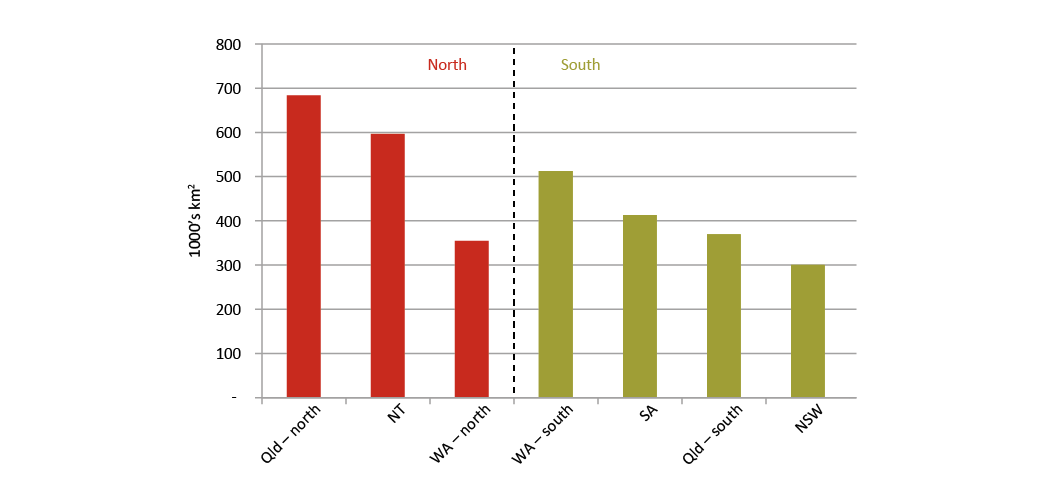 800
North
South
700
600
500
400
300
200
100
-
1000's km²
Qld – north
NT
WA – north
WA – south
SA
Qld – south
NSW